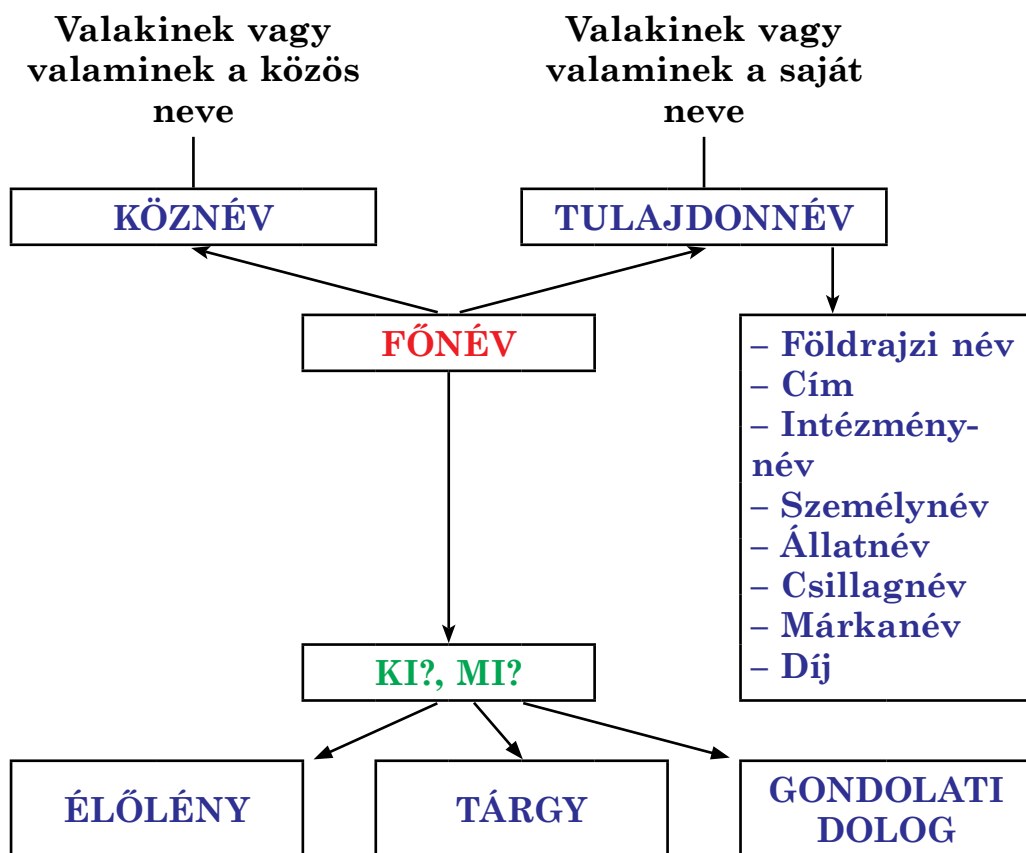 Valakinek vagy
valaminek a közös
neve
Valakinek vagy
valaminek a saját
neve
KÖZNÉV
TULAJDONNÉV
FŐNÉV
– Földrajzi név
– Cím
– Intézmény-
név
– Személynév
– Állatnév
– Csillagnév
– Márkanév
– Díj
KI?, MI?
ÉLŐLÉNY
TÁRGY
GONDOLATI
DOLOG